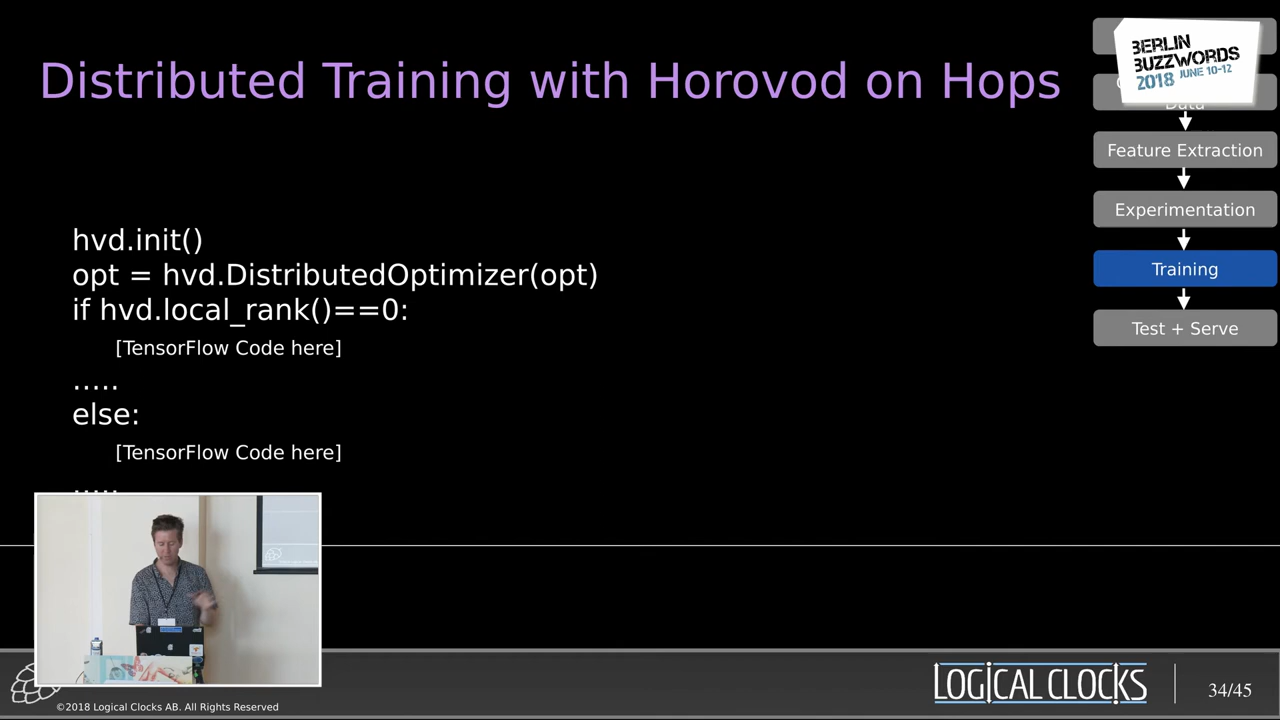 Distributed Training with Horovod on Hops
BERLIN
BUZZWORDS
2018 JUNE 10-12
Data
Feature Extraction
Experimentation
Training
Test + Serve
hvd.init()
opt = hvd.DistributedOptimizer(opt)
if hvd.local_rank()==0:
[TensorFlow Code here]
.....
else:
[TensorFlow Code here]
.....
LOGICAL CLOCKS
34/45
©2018 Logical Clocks AB. All Rights Reserved